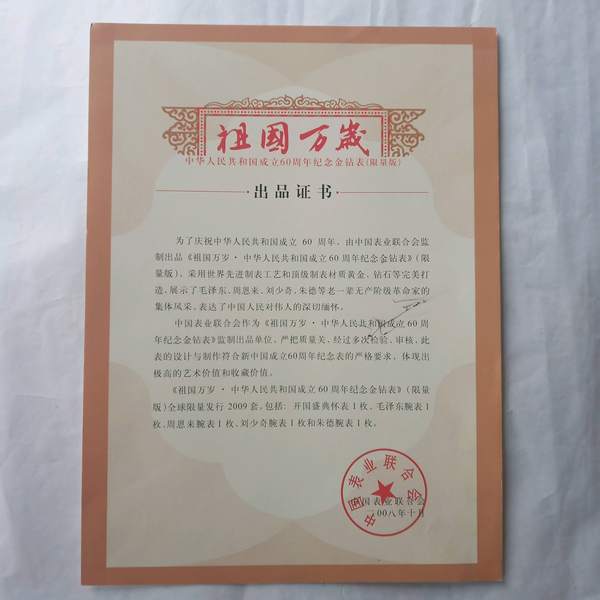 祖国万歲
中华人民共和国成立60周年纪念金钻表(限量版)
·出品证书·
为了庆祝中华人民共和国成立 60 周年，由中国表业联合会监
制出品《祖国万岁·中华人民共和国成立 60 周年纪念金钻表》(限
量版)，采用世界先进制表工艺和顶级制表材质黄金、钻石等完美打
造，展示了毛泽东、周恩来、刘少奇、朱德等老一辈无产阶级革命家的
集体风采，表达了中国人民对伟人的深切缅怀。
中国表业联合会作为《祖国万岁·中华人民共和国成立 60 周
年纪念金钻表》监制出品单位，严把质量关，经过多次检验、审核，此
表的设计与制作符合新中国成立60周年纪念表的严格要求，体现出
极高的艺术价值和收藏价值。
《祖国万岁·中华人民共和国成立 60 周年纪念金钻表》(限量
版)全球限量发行 2009 套，包括：开国盛典怀表 1 枚、毛泽东腕表 1
枚、周恩来腕表 1 枚、刘少奇腕表 1 枚和朱德腕表 1 枚。
中国表业联合会
中国表业联合会
二00八年十月